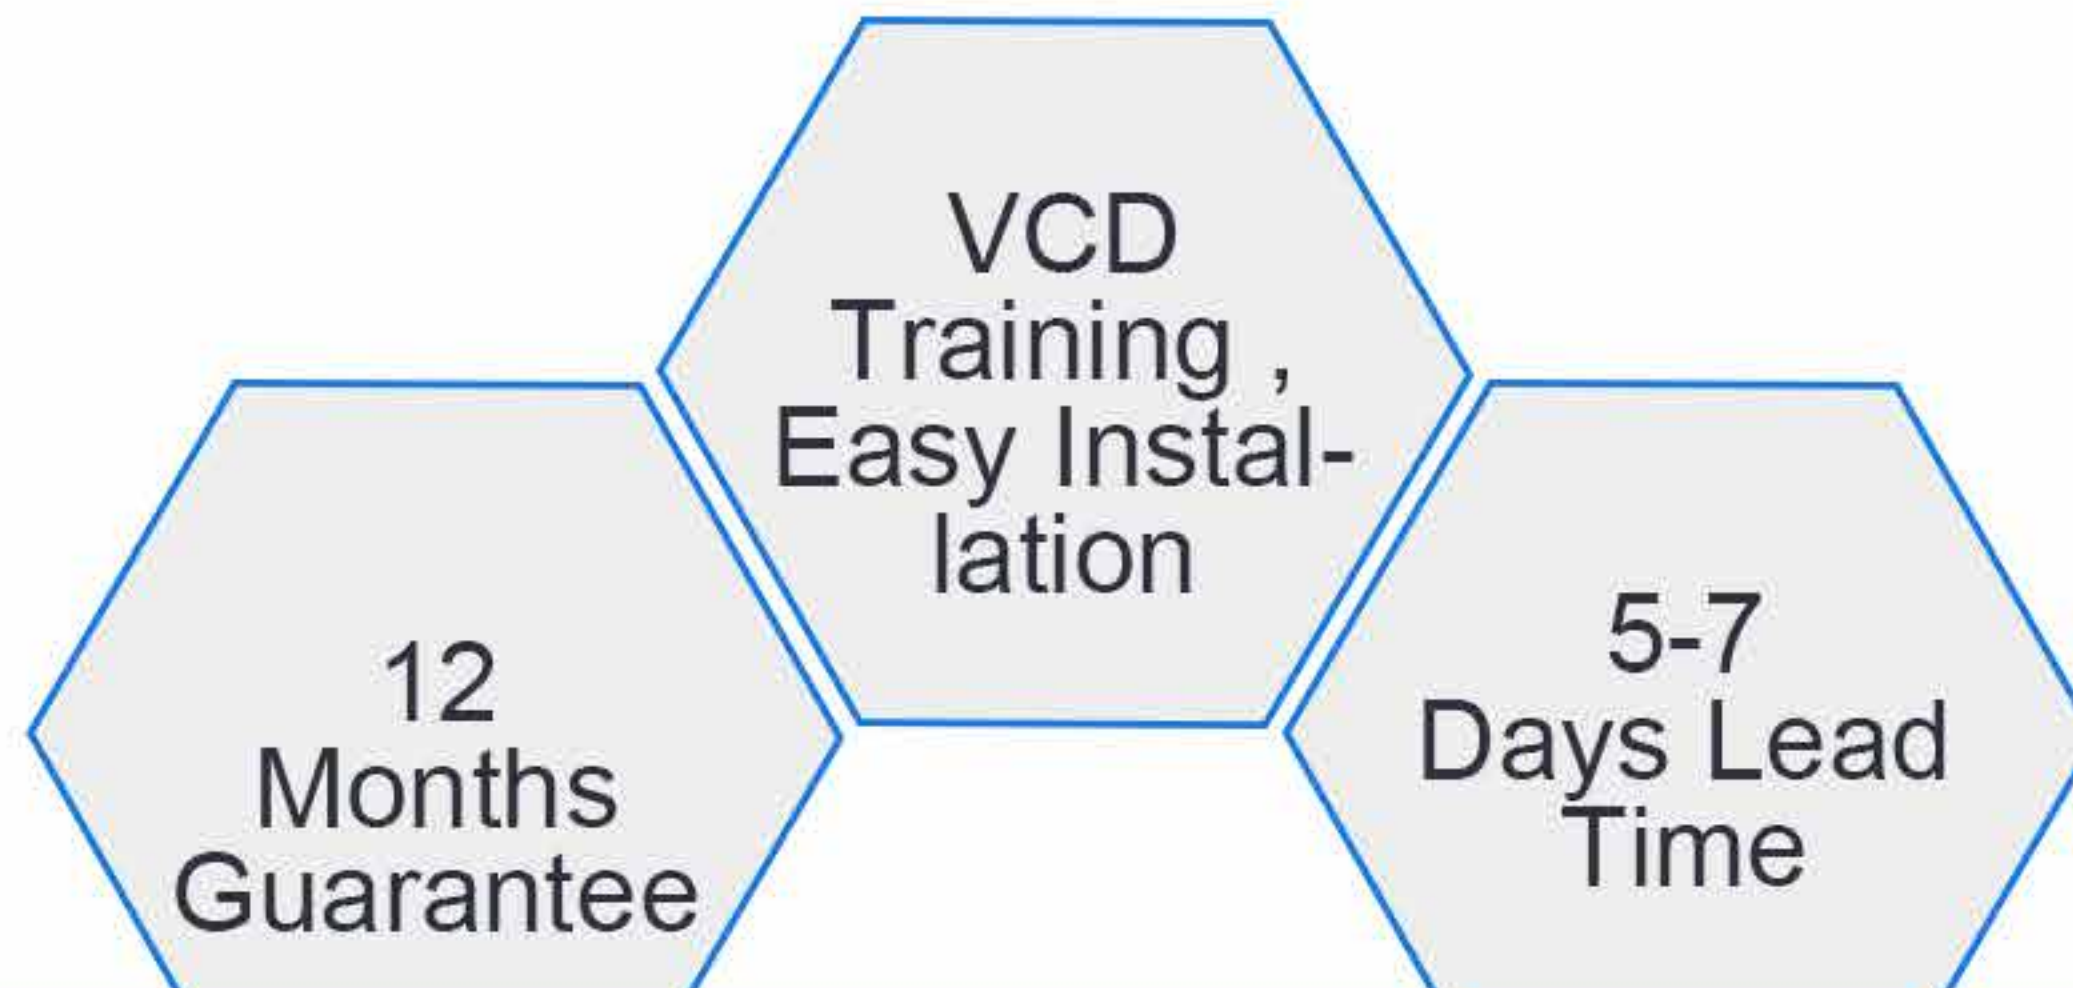 VCD
Training ,
Easy Instal-
lation
12
Months
Guarantee
5-7
Days Lead
Time